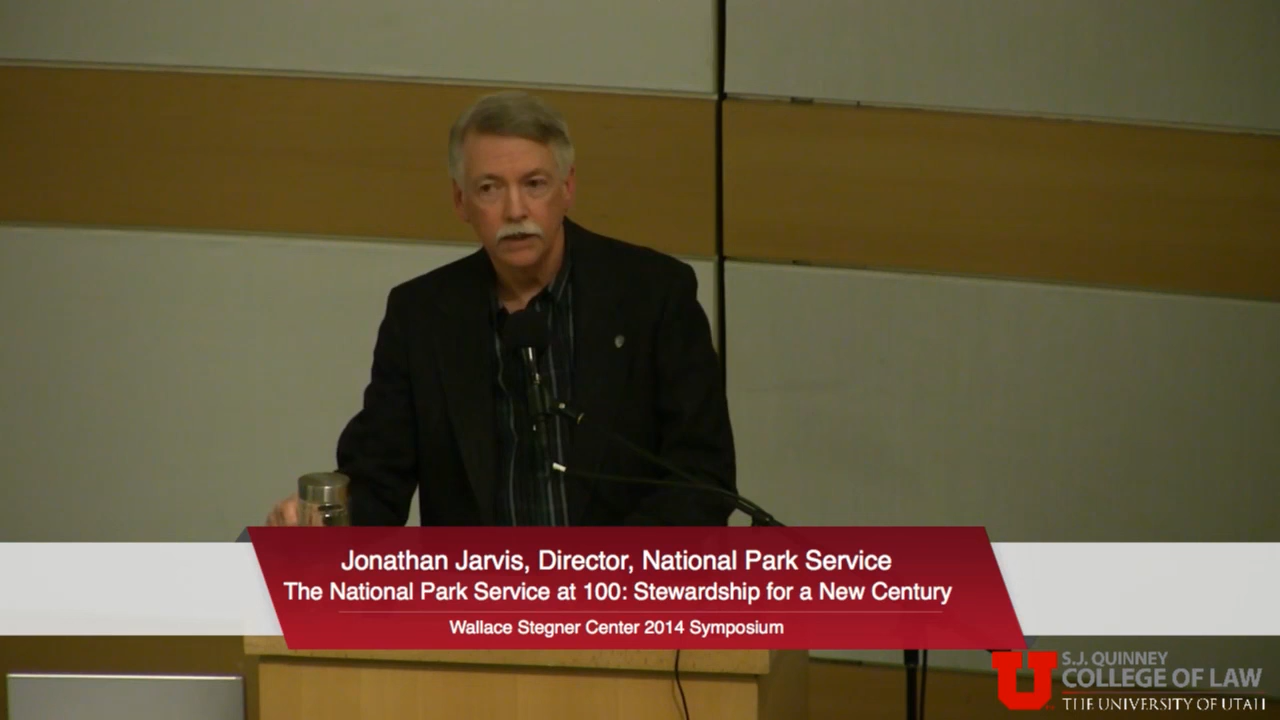 Jonathan Jarvis, Director, National Park Service
The National Park Service at 100: Stewardship for a New Century
Wallace Stegner Center 2014 Symposium
U
S.J. QUINNEY
COLLEGE OF LAW
THE UNIVERSITY OF UTAH